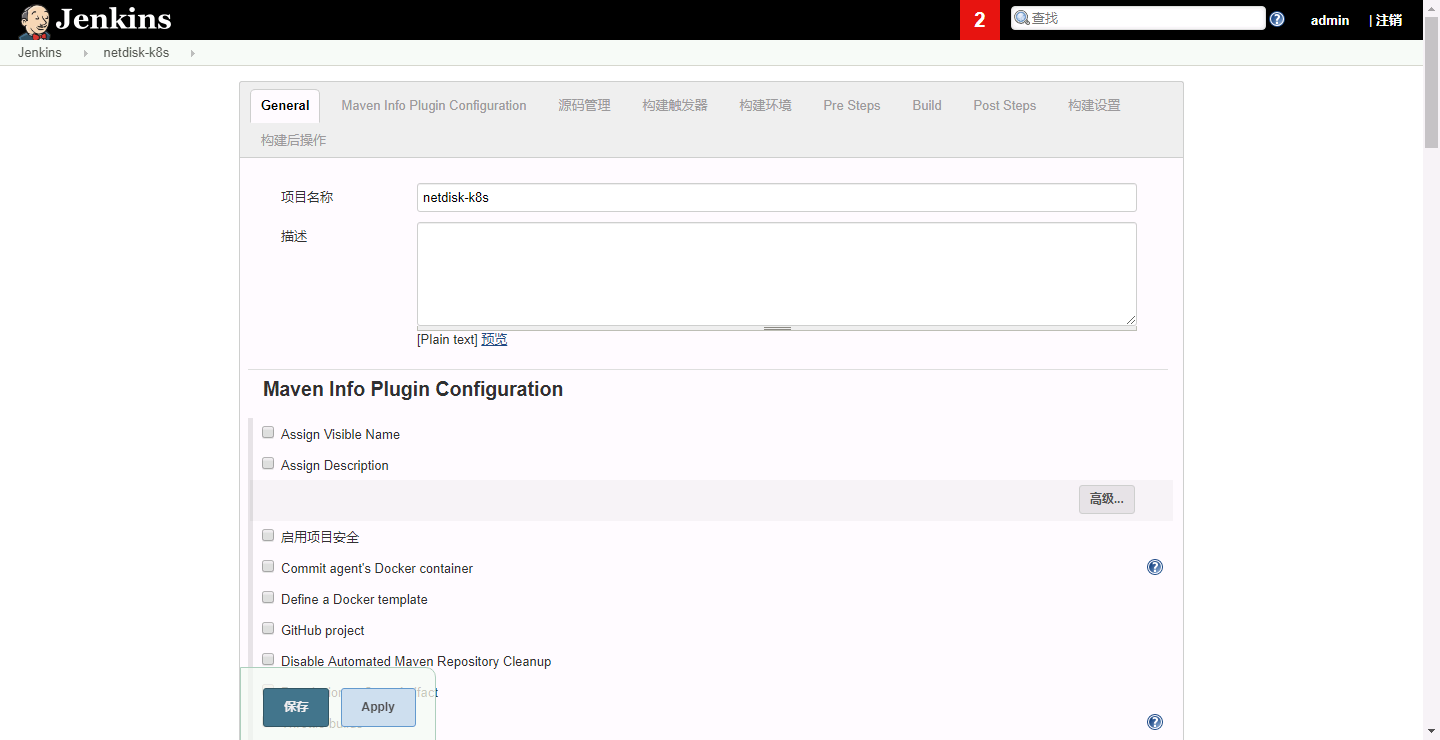 Jenkins
2
查找
admin
| 注销
Jenkins
netdisk-k8s
General
Maven Info Plugin Configuration
源码管理
构建触发器
构建环境
Pre Steps
Build
Post Steps
构建设置
构建后操作
项目名称
netdisk-k8s
描述
[Plain text] 预览
Maven Info Plugin Configuration
Assign Visible Name
Assign Description
高级...
启用项目安全
Commit agent's Docker container
Define a Docker template
GitHub project
Disable Automated Maven Repository Cleanup
保存
Apply